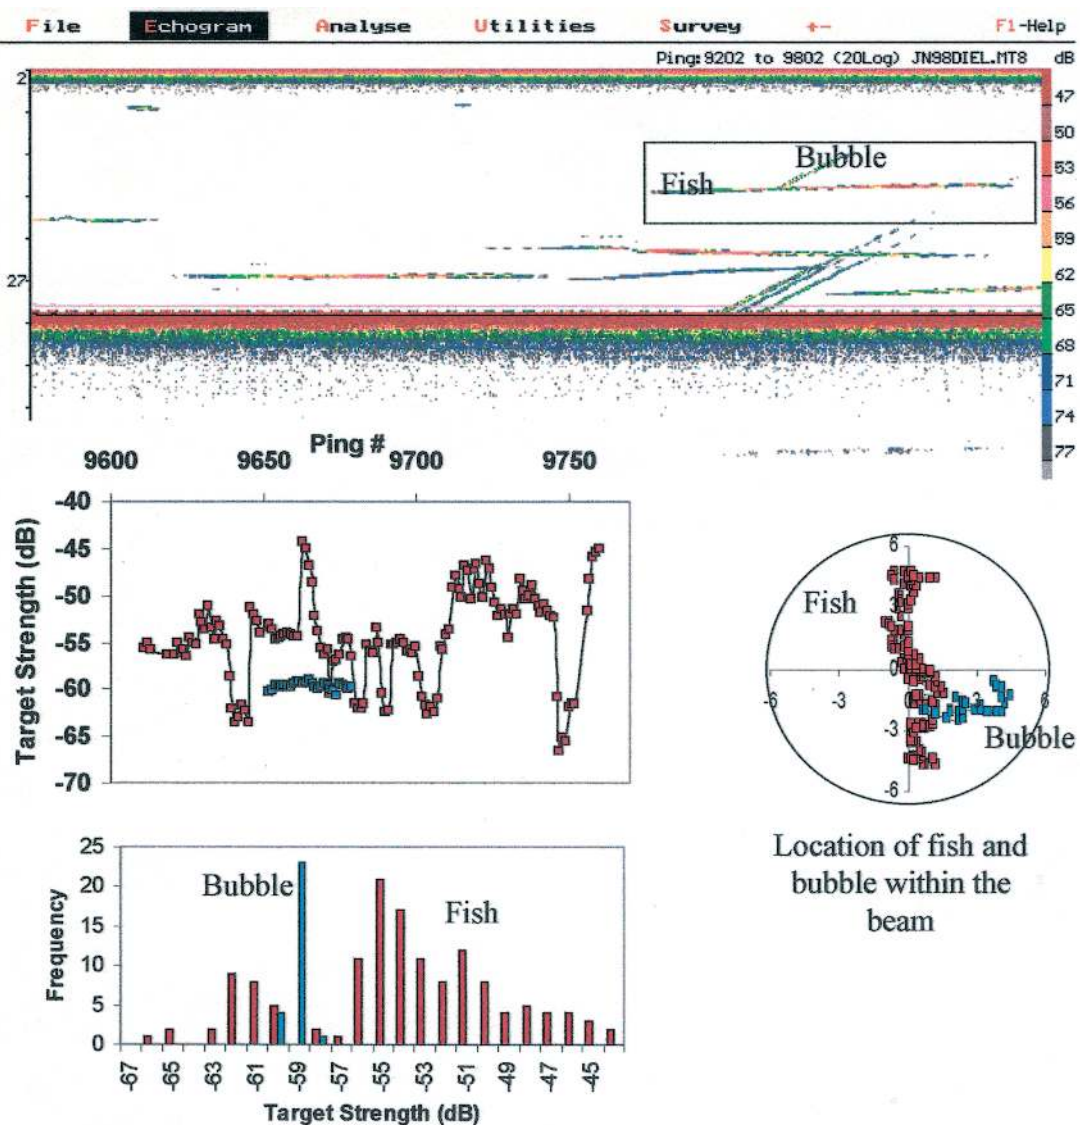 File Echogram Analyse Utilities Survey +- F1-Help
Ping:9202 to 9802 (20Log) JN98DIEL.MT8 dB
2
47
50
53
56
59
62
65
68
71
74
77
Bubble
Fish
27
Ping #
9600 9650 9700 9750
Target Strength (dB)
-40
-45
-50
-55
-60
-65
-70
6
3
0
-3
-6
-3 3 6
Fish
Bubble
Location of fish and
bubble within the
beam
Frequency
25
20
15
10
5
0
Bubble
Fish
-67 -65 -63 -61 -59 -57 -55 -53 -51 -49 -47 -45
Target Strength (dB)